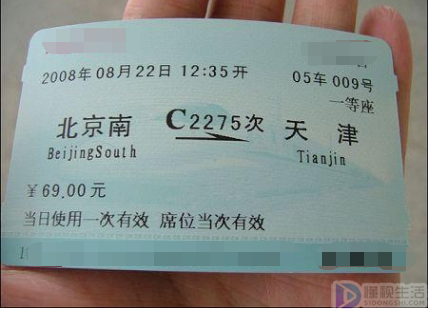 2008年08月22日 12:35开 05车 009号
一等座
北京南 C2275次 天津
BeijingSouth Tianjin
￥69.00元
当日使用一次有效 席位当次有效
懂视生活
SIDONGSHI.COM